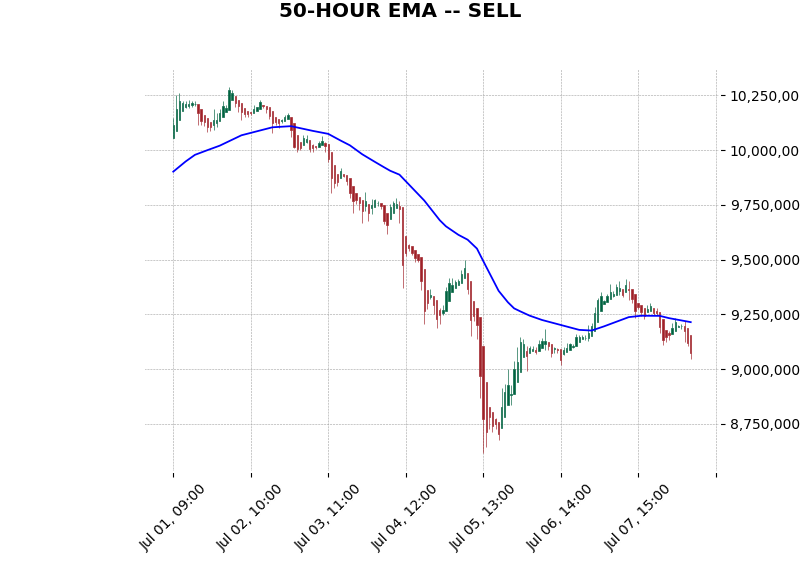 50-HOUR EMA -- SELL
10,250,00
10,000,00
9,750,000
9,500,000
9,250,000
9,000,000
8,750,000
Jul 01, 09:00
Jul 02, 10:00
Jul 03, 11:00
Jul 04, 12:00
Jul 05, 13:00
Jul 06, 14:00
Jul 07, 15:00